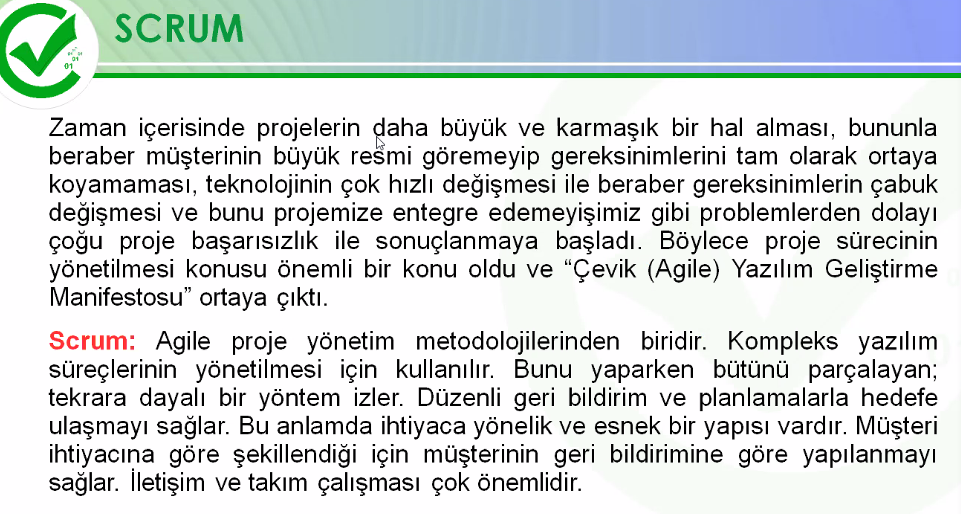 SCRUM
Zaman içerisinde projelerin daha büyük ve karmaşık bir hal alması, bununla
beraber müşterinin büyük resmi göremeyip gereksinimlerini tam olarak ortaya
koyamaması, teknolojinin çok hızlı değişmesi ile beraber gereksinimlerin çabuk
değişmesi ve bunu projemize entegre edemeyişimiz gibi problemlerden dolayı
çoğu proje başarısızlık ile sonuçlanmaya başladı. Böylece proje sürecinin
yönetilmesi konusu önemli bir konu oldu ve “Çevik (Agile) Yazılım Geliştirme
Manifestosu” ortaya çıktı.
Scrum: Agile proje yönetim metodolojilerinden biridir. Kompleks yazılım
süreçlerinin yönetilmesi için kullanılır. Bunu yaparken bütünü parçalayan;
tekrara dayalı bir yöntem izler. Düzenli geri bildirim ve planlamalarla hedefe
ulaşmayı sağlar. Bu anlamda ihtiyaca yönelik ve esnek bir yapısı vardır. Müşteri
ihtiyacına göre şekillendiği için müşterinin geri bildirimine göre yapılanmayı
sağlar. İletişim ve takım çalışması çok önemlidir.